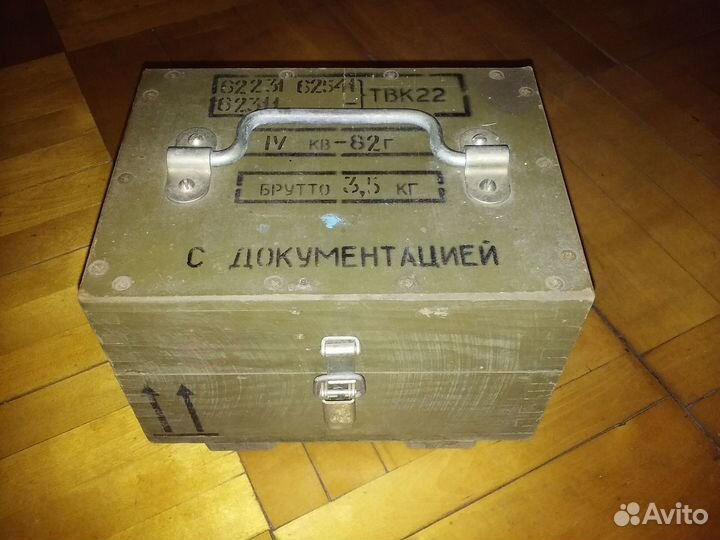 62231 62541
62311 ТВК22
IV КВ-82Г
БРУТТО 3,5 КГ
С ДОКУМЕНТАЦИЕЙ
Avito